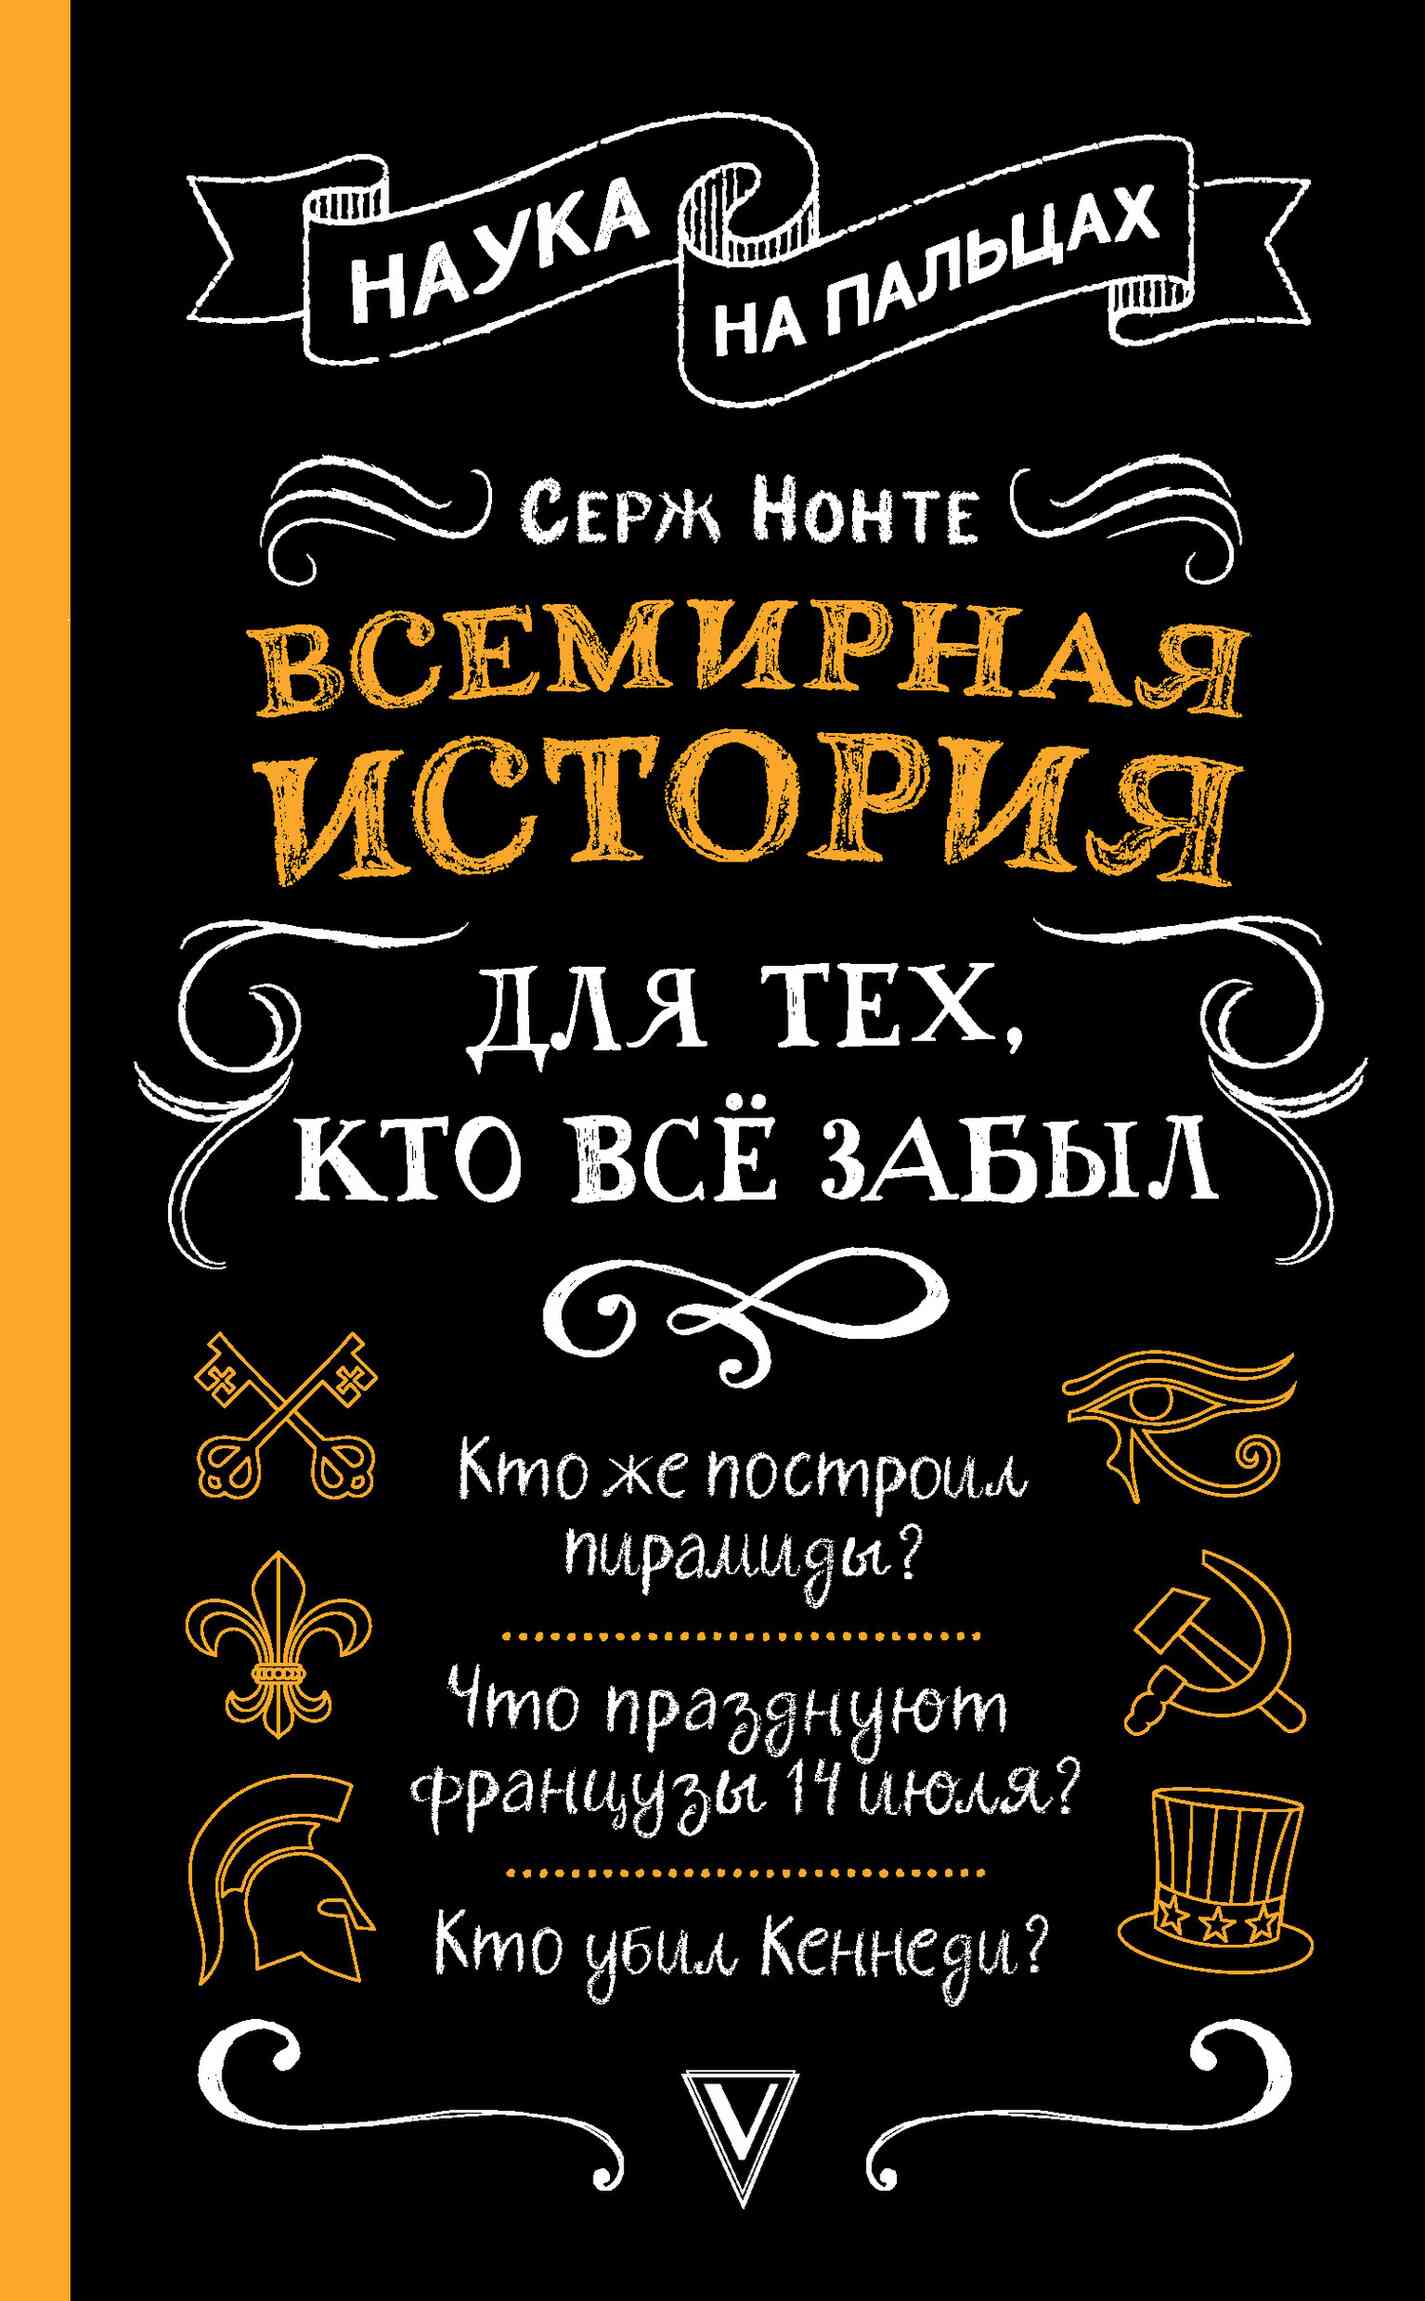 НАУКА
НА ПАЛЬЦАХ
СЕРЖ НОНТЕ
ВСЕМИРНАЯ
ИСТОРИЯ
ДЛЯ ТЕХ,
КТО ВСЁ ЗАБЫЛ
Кто же построил
пирамиды?
Что празднуют
французы 14 июля?
Кто убил Кеннеди?
V